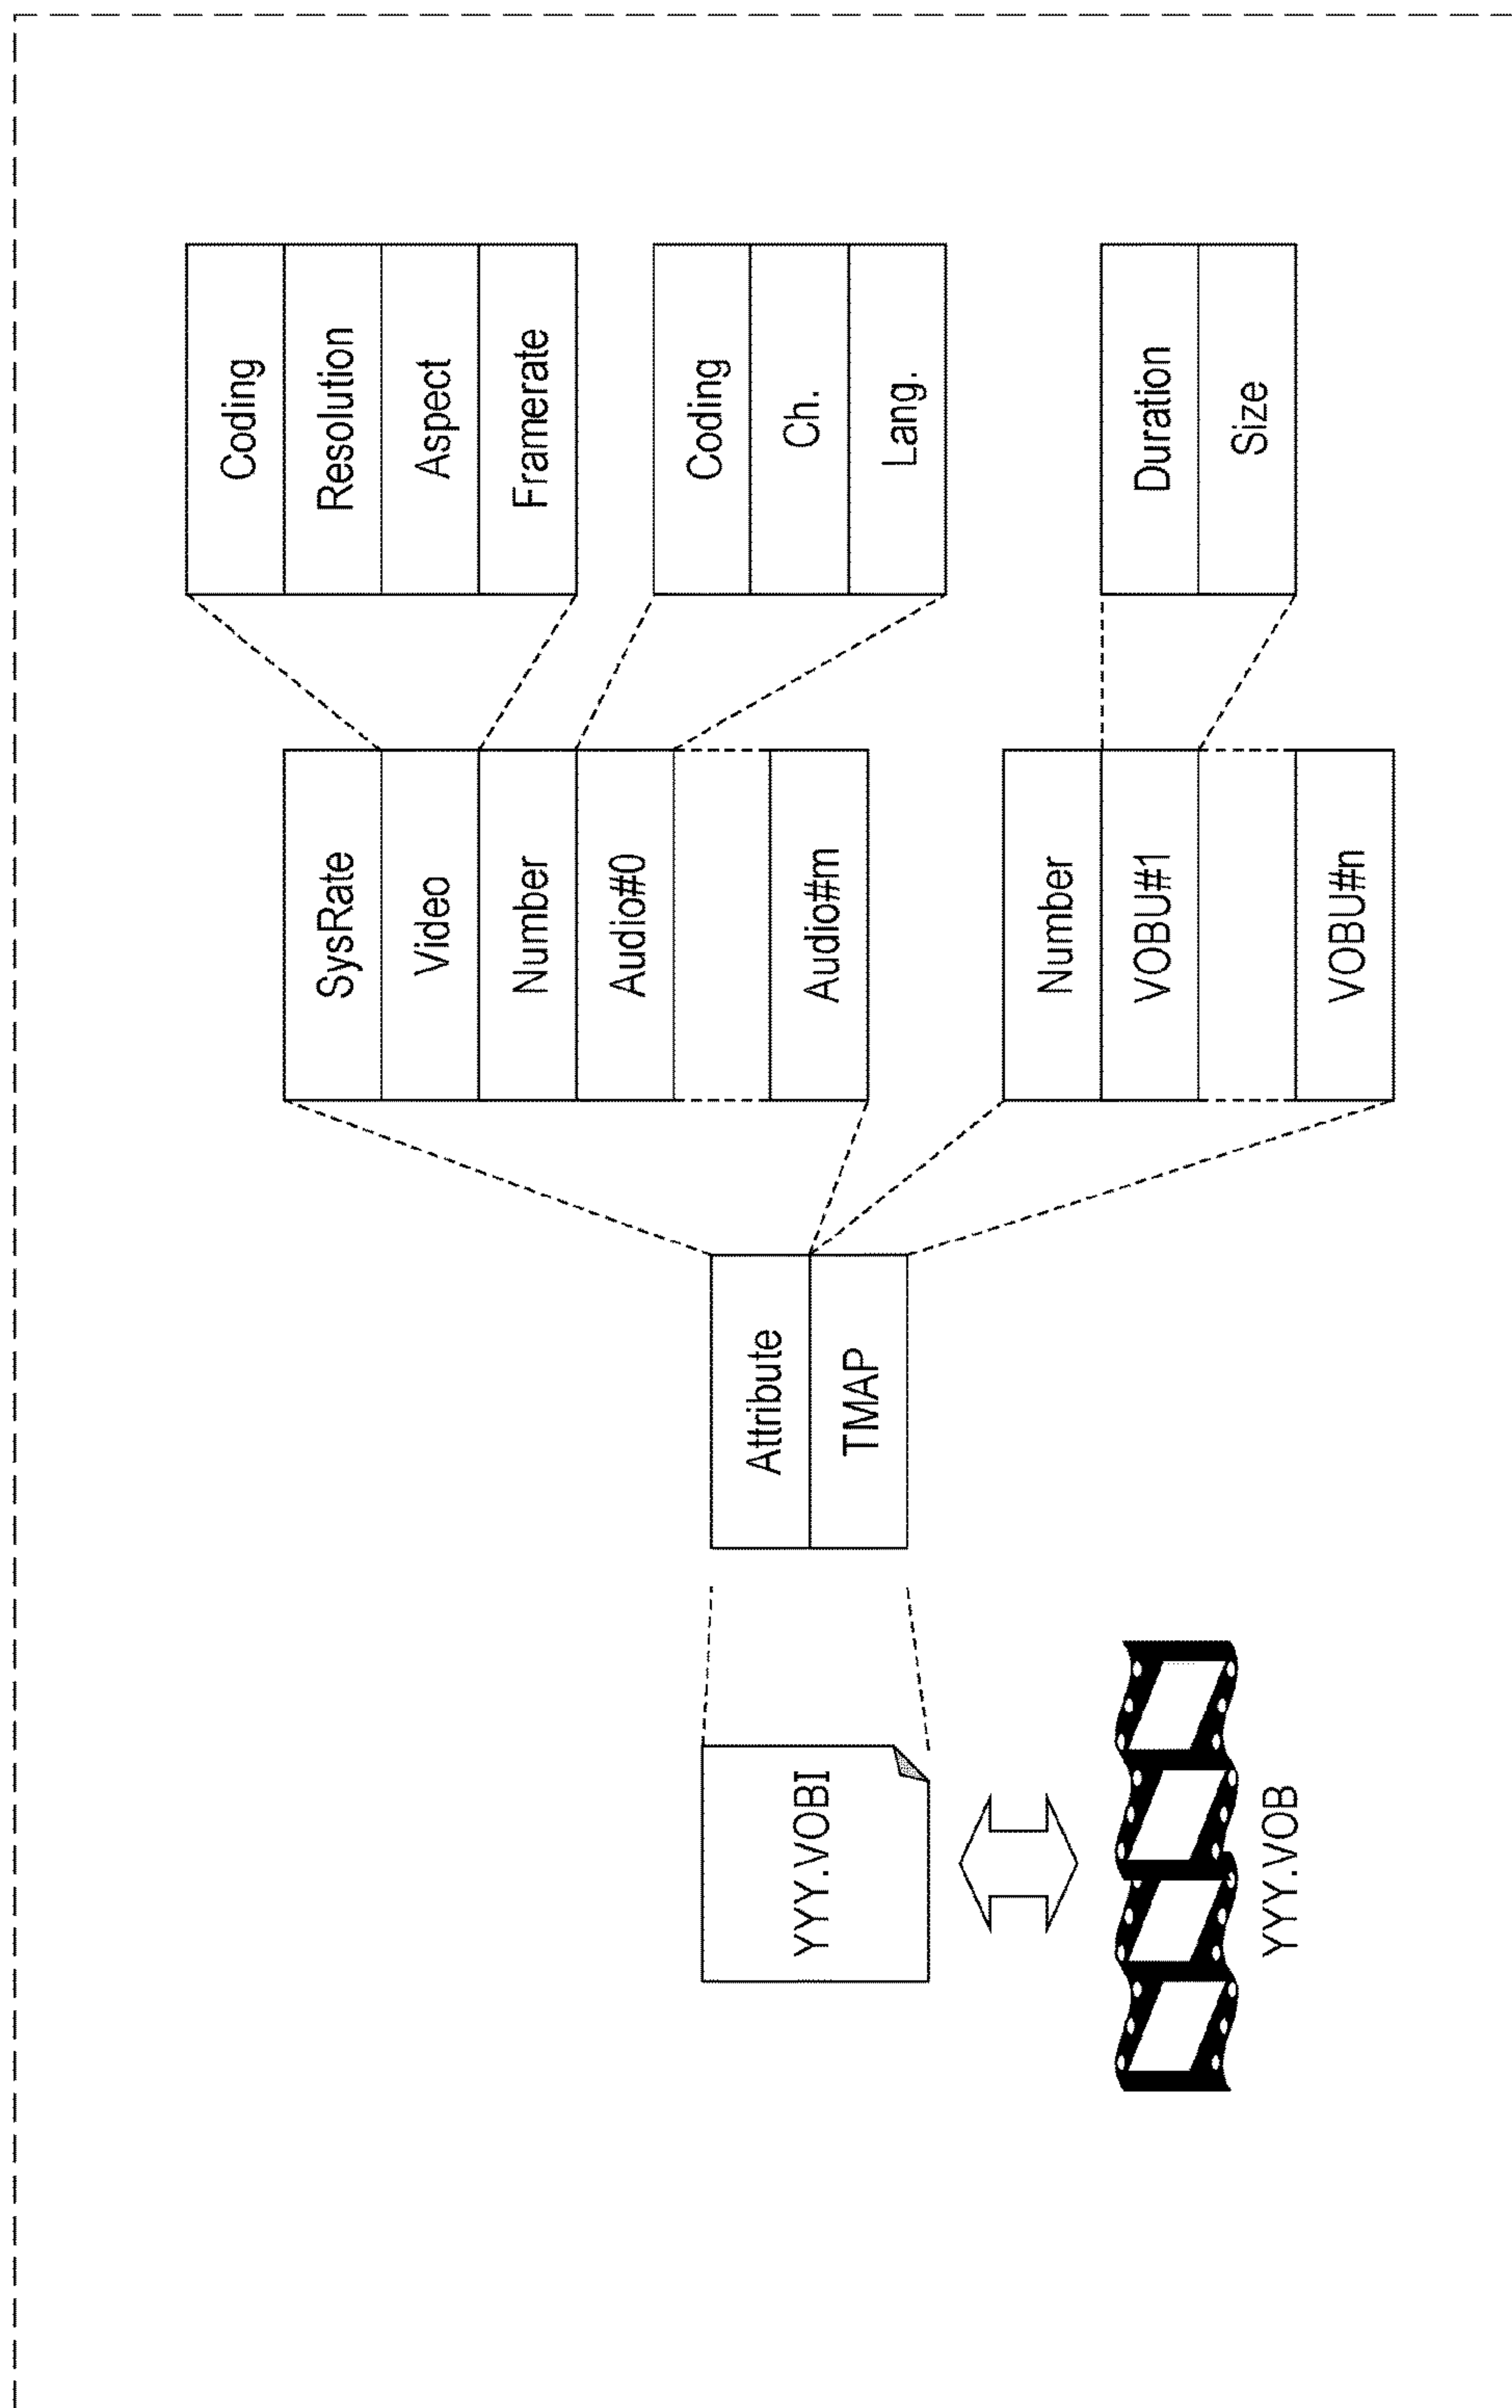 YYY.VOBI
YYY.VOB
Attribute
TMAP
SysRate
Video
Number
Audio#0
Audio#m
Number
VOBU#1
VOBU#n
Coding
Resolution
Aspect
Framerate
Coding
Ch.
Lang.
Duration
Size